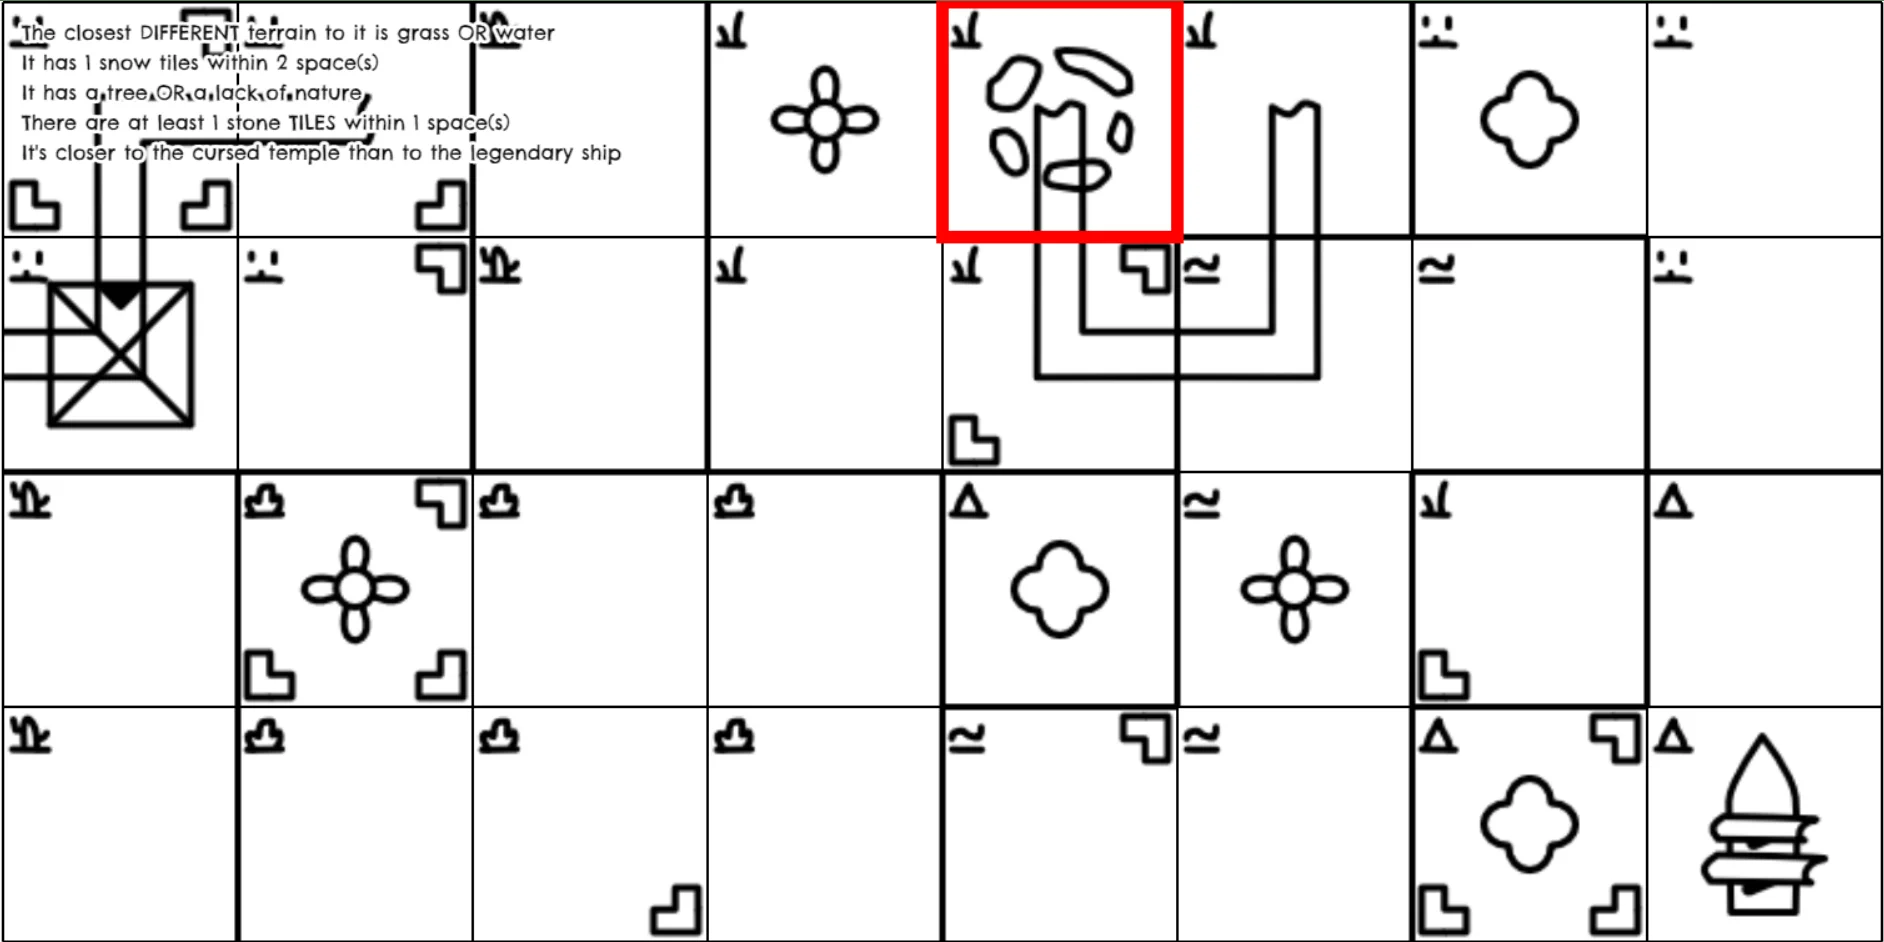 The closest DIFFERENT terrain to it is grass OR water
It has 1 snow tiles within 2 space(s)
It has a tree OR a lack of nature
There are at least 1 stone TILES within 1 space(s)
It's closer to the cursed temple than to the legendary ship